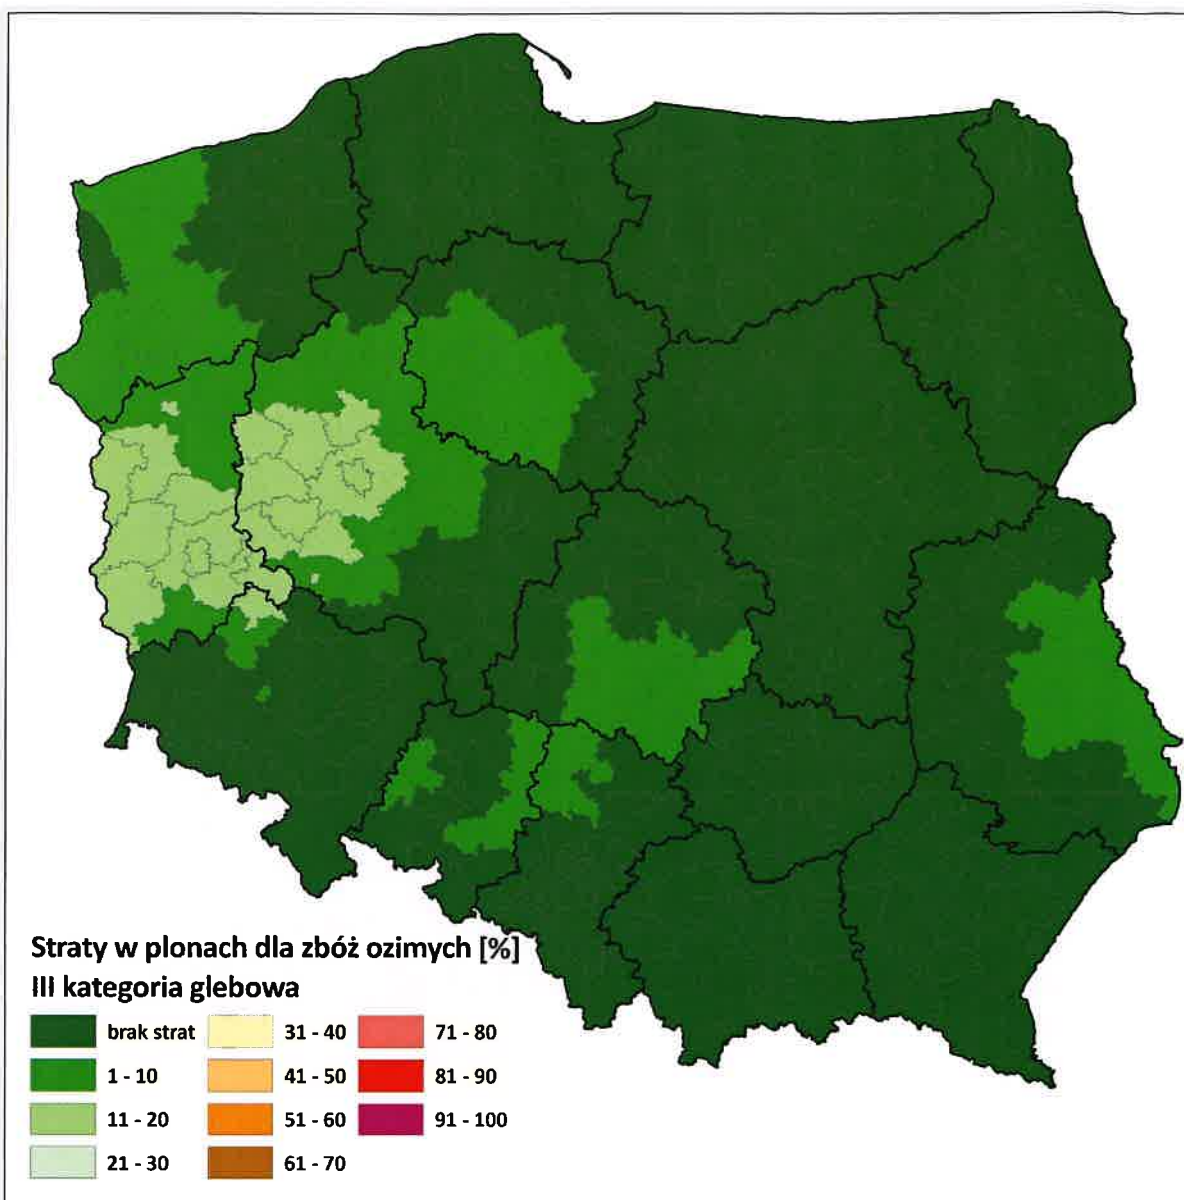 Straty w plonach dla zbóż ozimych [%]
III kategoria glebowa
brak strat
1 - 10
11 - 20
21 - 30
31 - 40
41 - 50
51 - 60
61 - 70
71 - 80
81 - 90
91 - 100